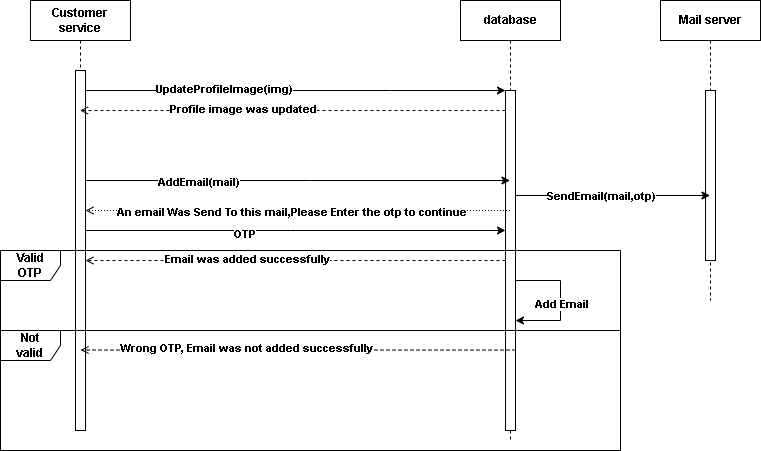 Customer
service
database
Mail server
UpdateProfileImage(img)
Profile image was updated
AddEmail(mail)
SendEmail(mail,otp)
An email Was Send To this mail,Please Enter the otp to continue
OTP
Valid
OTP
Email was added successfully
Add Email
Not
valid
Wrong OTP, Email was not added successfully